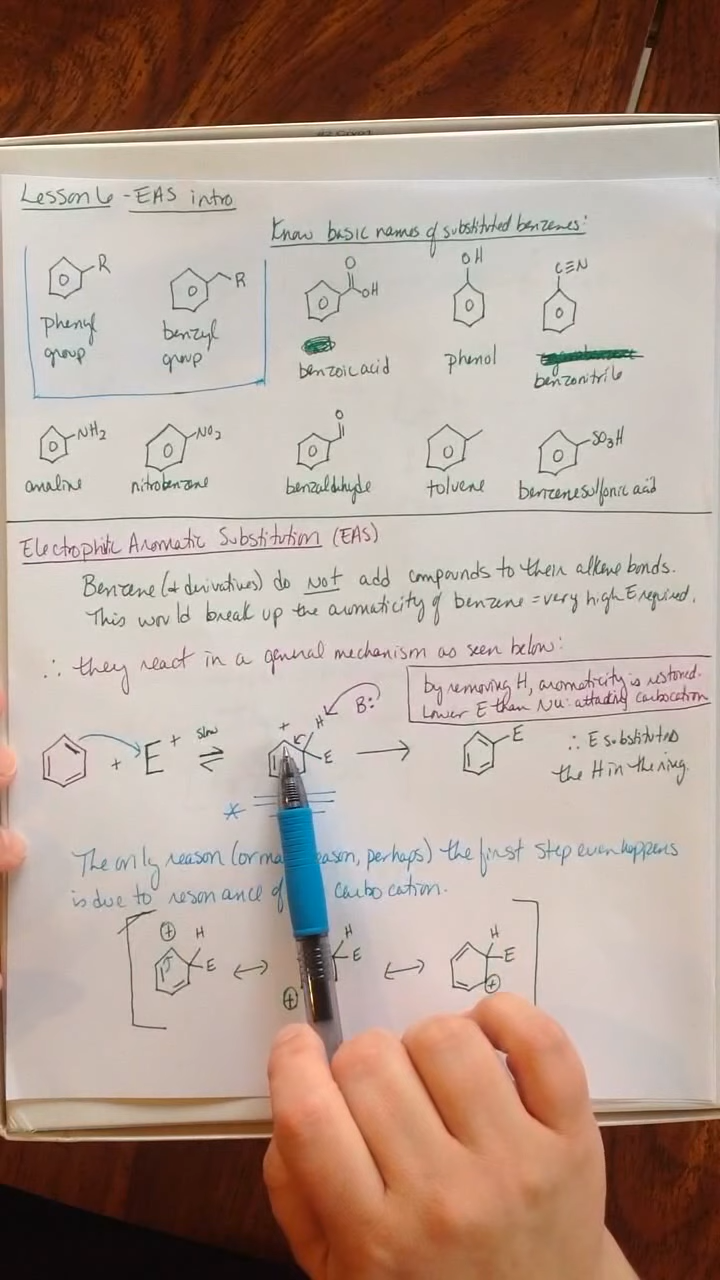 Lesson 6 - EAS intro
Know basic names of substituted benzenes:
R
phenyl
group
R
benzyl
group
O
OH
benzoic acid
OH
phenol
C≡N
benzonitrile
NH2
analine
NO2
nitrobenzene
O
benzaldehyde
toluene
SO3H
benzenesulfonic acid
Electrophilic Aromatic Substitution (EAS)
Benzene (& derivatives) do NOT add compounds to their alkene bonds.
This would break up the aromaticity of benzene = very high E required.
∴ they react in a general mechanism as seen below:
by removing H, aromaticity is restored.
Lower E than Nu: attacking carbocation
+ E+ slow ⇌ + H E B: → E
∴ E substituted
the H in the ring.
*
The only reason (or main reason, perhaps) the first step even happens
is due to resonance of carbocation.
[ ⊕ H E ↔ ⊕ H E ↔ H E ⊕ ]